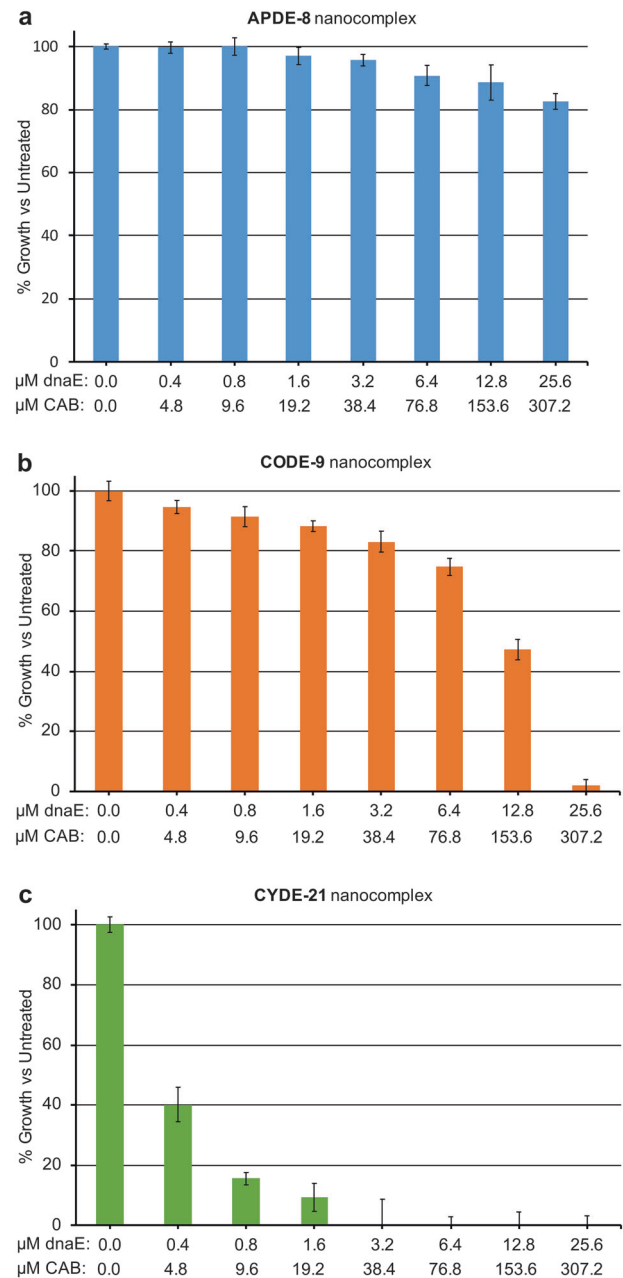 a
APDE-8 nanocomplex
% Growth vs Untreated
100
80
60
40
20
0
µM dnaE: 0.0 0.4 0.8 1.6 3.2 6.4 12.8 25.6
µM CAB: 0.0 4.8 9.6 19.2 38.4 76.8 153.6 307.2
b
CODE-9 nanocomplex
% Growth vs Untreated
100
80
60
40
20
0
µM dnaE: 0.0 0.4 0.8 1.6 3.2 6.4 12.8 25.6
µM CAB: 0.0 4.8 9.6 19.2 38.4 76.8 153.6 307.2
c
CYDE-21 nanocomplex
% Growth vs Untreated
100
80
60
40
20
0
µM dnaE: 0.0 0.4 0.8 1.6 3.2 6.4 12.8 25.6
µM CAB: 0.0 4.8 9.6 19.2 38.4 76.8 153.6 307.2